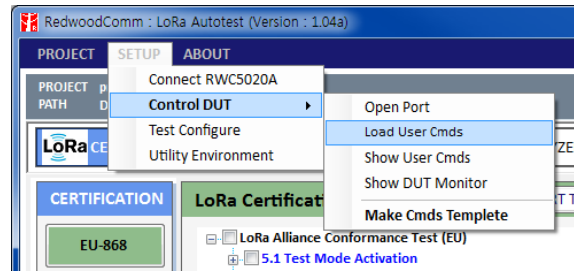 RedwoodComm : LoRa Autotest (Version : 1.04a)
PROJECT SETUP ABOUT
Connect RWC5020A
PROJECT
PATH
Control DUT
Open Port
Test Configure
Load User Cmds
LoRa CE
Utility Environment
Show User Cmds
Show DUT Monitor
CERTIFICATION
LoRa Certificat
Make Cmds Templete
EU-868
LoRa Alliance Conformance Test (EU)
5.1 Test Mode Activation